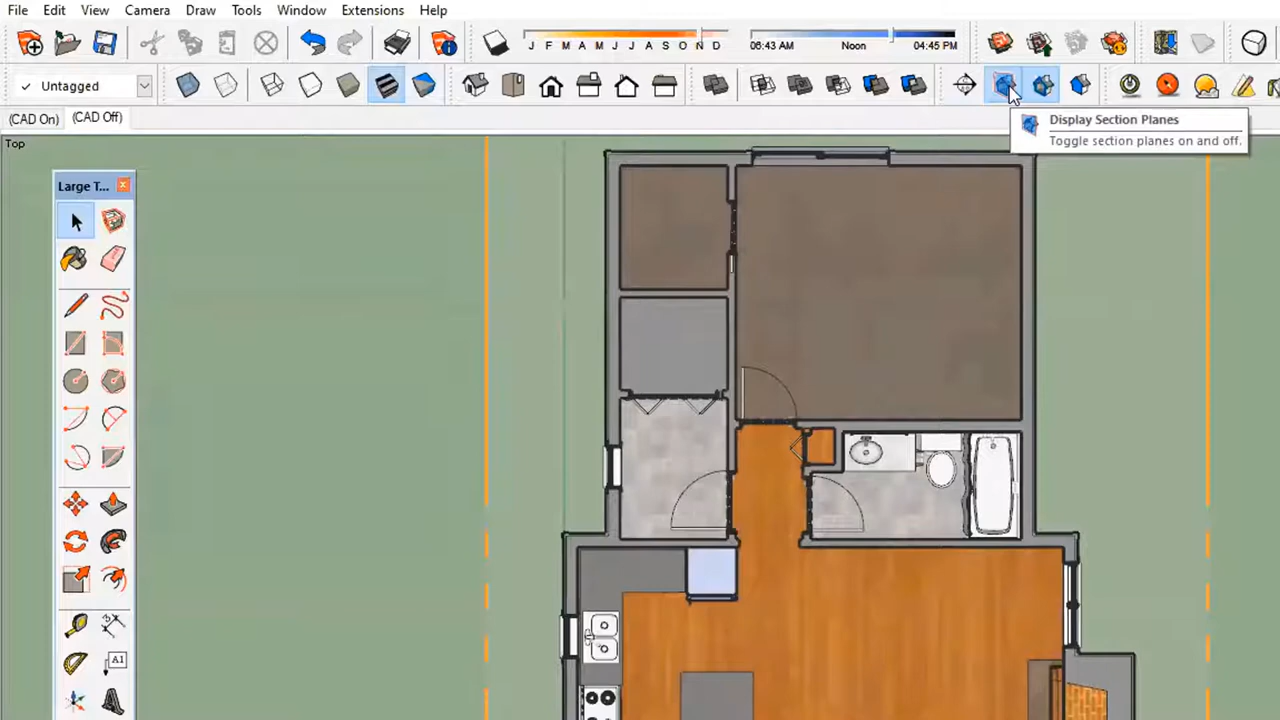 File Edit View Camera Draw Tools Window Extensions Help
J F M A M J J A S O N D 06:43 AM Noon 04:45 PM
✓ Untagged
(CAD On) (CAD Off)
Display Section Planes
Toggle section planes on and off.
Top
Large T...
A1